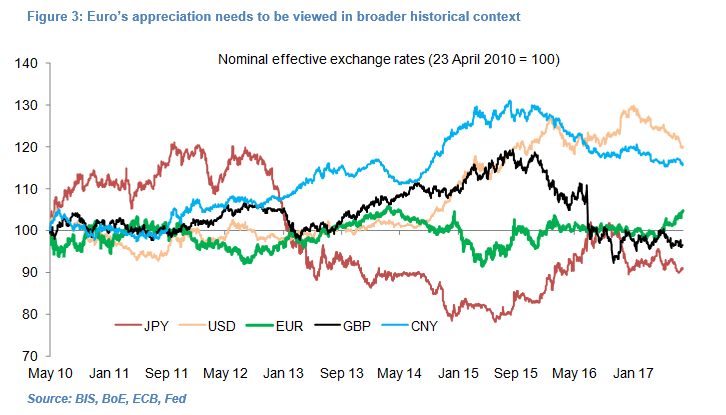 Figure 3: Euro's appreciation needs to be viewed in broader historical context
Nominal effective exchange rates (23 April 2010 = 100)
140
130
120
110
100
90
80
70
JPY USD EUR GBP CNY
May 10 Jan 11 Sep 11 May 12 Jan 13 Sep 13 May 14 Jan 15 Sep 15 May 16 Jan 17
Source: BIS, BoE, ECB, Fed